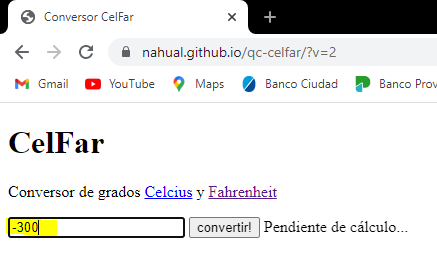 Conversor CelFar
nahual.github.io/qc-celfar/?v=2
Gmail YouTube Maps Banco Ciudad Banco Prov
CelFar
Conversor de grados Celcius y Fahrenheit
-300 convertir! Pendiente de cálculo...